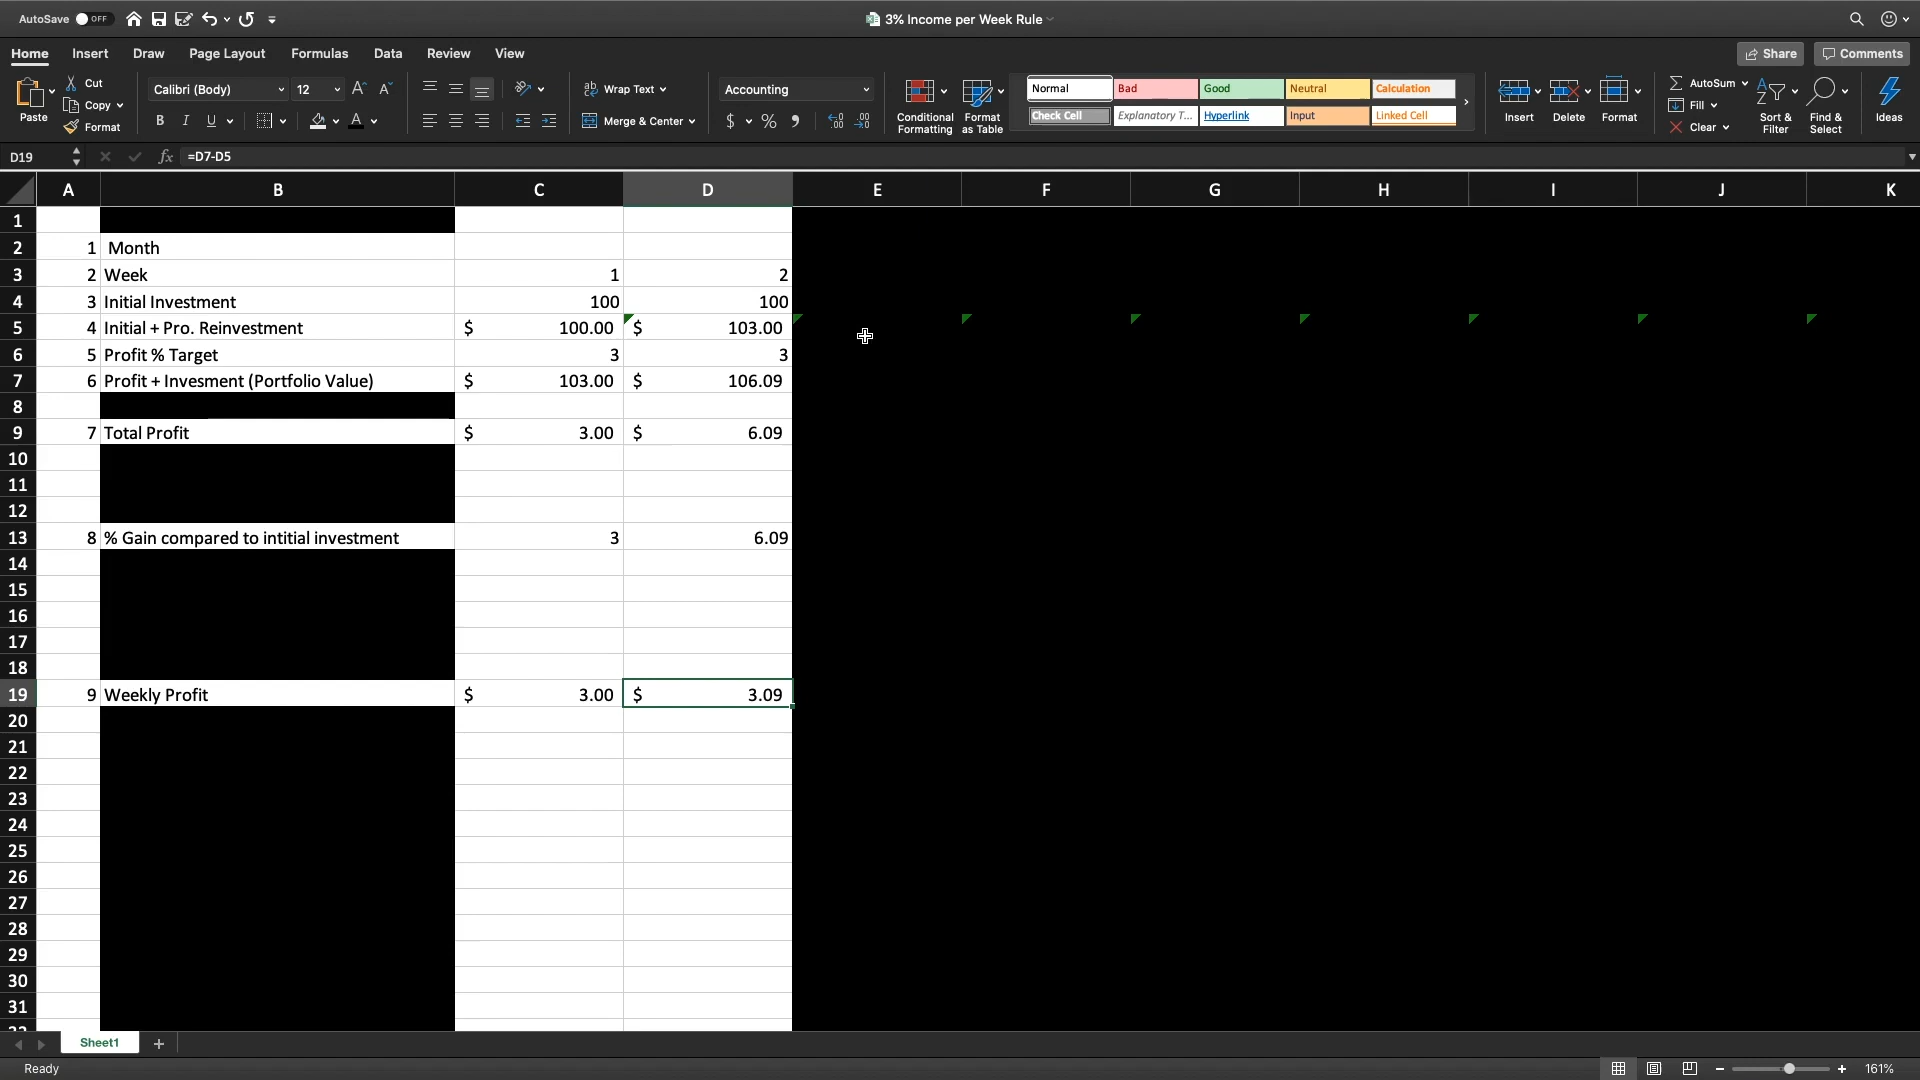 AutoSave OFF 3% Income per Week Rule
Home Insert Draw Page Layout Formulas Data Review View Share Comments
Paste Cut Copy Format
Calibri (Body) 12 A A
B I U A
ab Wrap Text
Merge & Center
Accounting
$ % 9
Conditional Formatting
Format as Table
Normal Bad Good Neutral Calculation
Check Cell Explanatory T... Hyperlink Input Linked Cell
Insert Delete Format
AutoSum
Fill
Clear
Sort & Filter
Find & Select
Ideas
D19 fx =D7-D5
A B C D E F G H I J K
1
2 1 Month
3 2 Week 1 2
4 3 Initial Investment 100 100
5 4 Initial + Pro. Reinvestment $ 100.00 $ 103.00
6 5 Profit % Target 3 3
7 6 Profit + Invesment (Portfolio Value) $ 103.00 $ 106.09
8
9 7 Total Profit $ 3.00 $ 6.09
10
11
12
13 8 % Gain compared to intitial investment 3 6.09
14
15
16
17
18
19 9 Weekly Profit $ 3.00 $ 3.09
20
21
22
23
24
25
26
27
28
29
30
31
Sheet1 +
Ready 161%